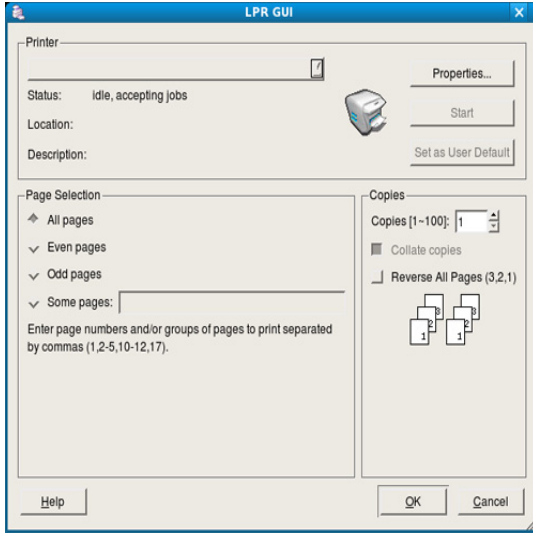 LPR GUI
Printer
Properties...
Status: idle, accepting jobs
Start
Location:
Description:
Set as User Default
Page Selection
All pages
Even pages
Odd pages
Some pages:
Enter page numbers and/or groups of pages to print separated
by commas (1,2-5,10-12,17).
Copies
Copies [1~100]: 1
Collate copies
Reverse All Pages (3,2,1)
3 3
2 2
1 1
Help
OK
Cancel